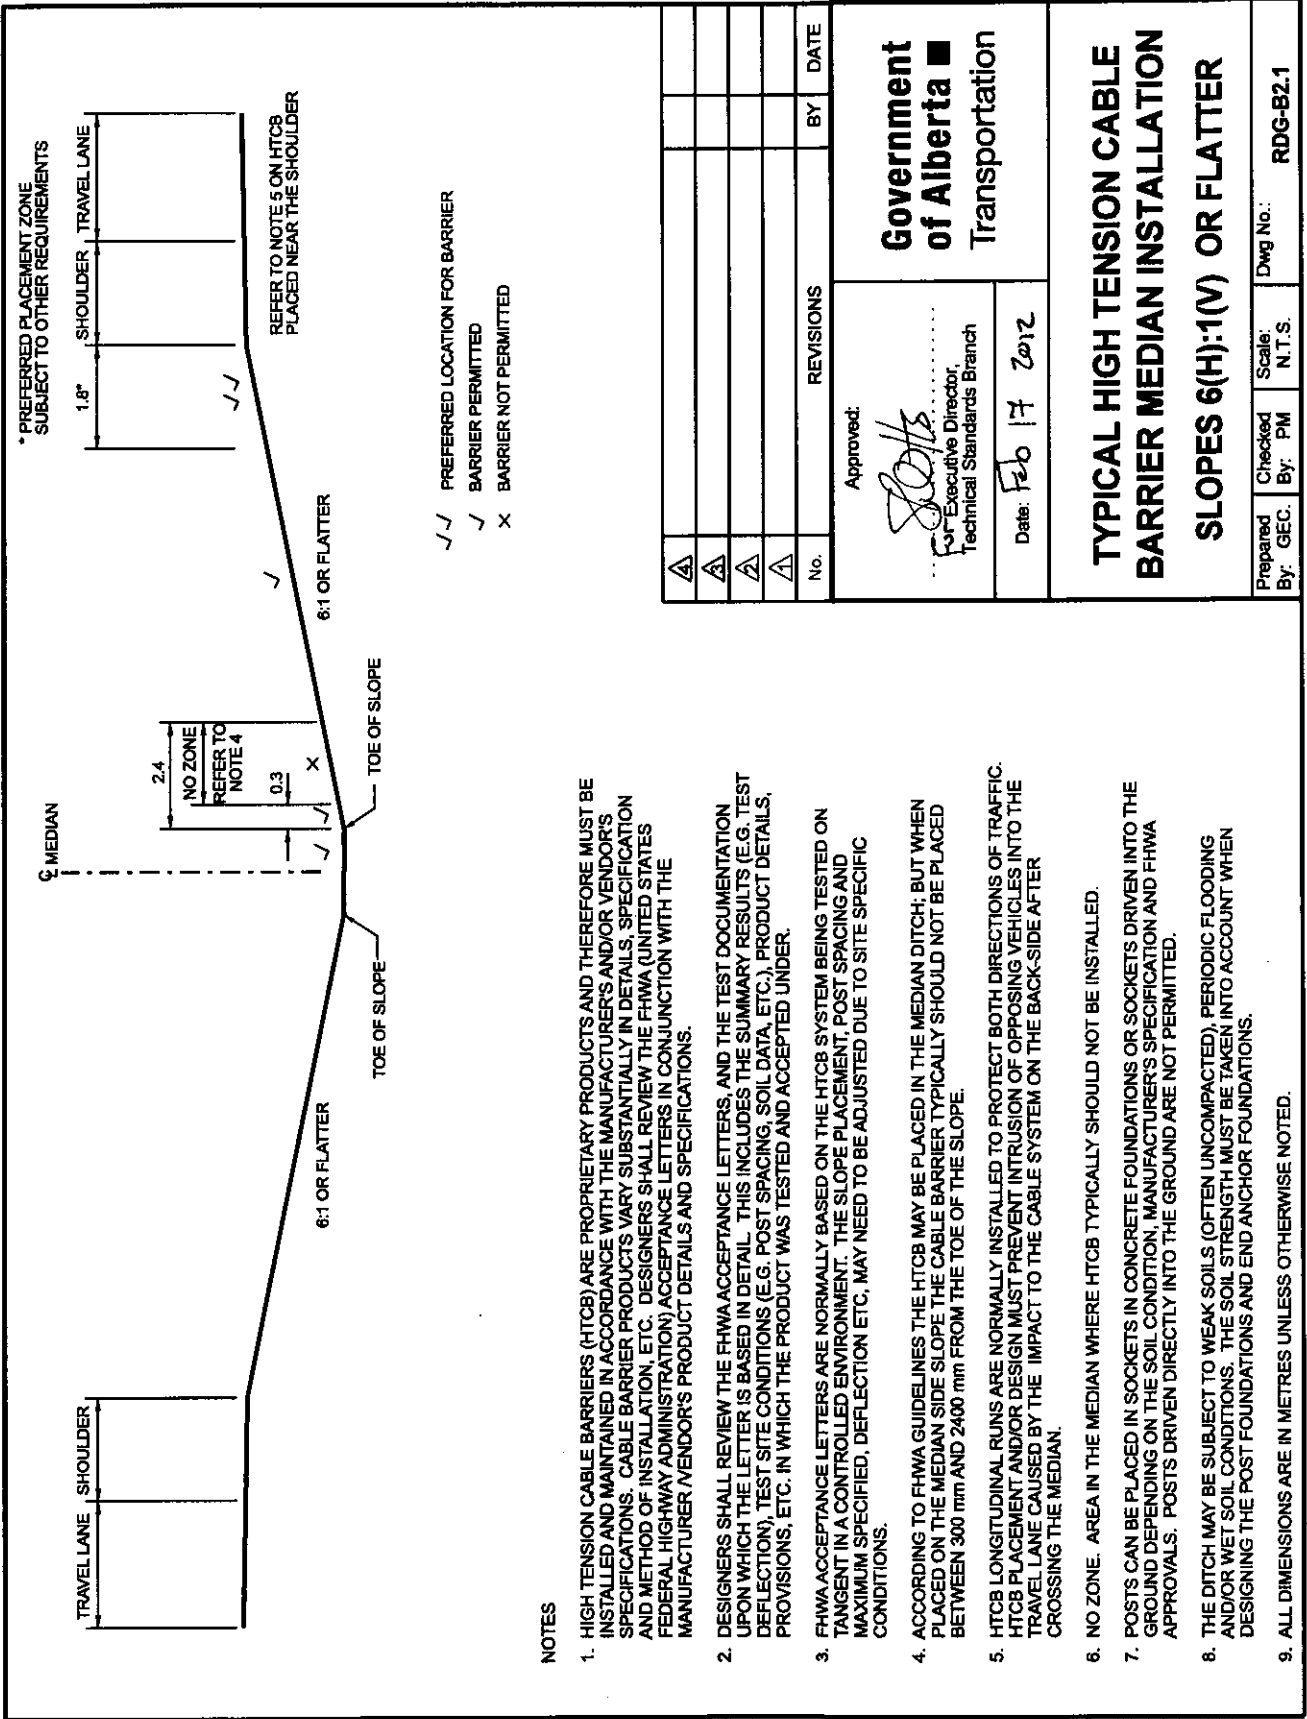 * PREFERRED PLACEMENT ZONE
SUBJECT TO OTHER REQUIREMENTS
TRAVEL LANE
SHOULDER
℄ MEDIAN
1.8*
SHOULDER
TRAVEL LANE
2.4
NO ZONE
REFER TO
NOTE 4
0.3
REFER TO NOTE 5 ON HTCB
PLACED NEAR THE SHOULDER
6:1 OR FLATTER
6:1 OR FLATTER
TOE OF SLOPE
TOE OF SLOPE
√√ PREFERRED LOCATION FOR BARRIER
√ BARRIER PERMITTED
× BARRIER NOT PERMITTED
NOTES
1. HIGH TENSION CABLE BARRIERS (HTCB) ARE PROPRIETARY PRODUCTS AND THEREFORE MUST BE
INSTALLED AND MAINTAINED IN ACCORDANCE WITH THE MANUFACTURER'S AND/OR VENDOR'S
SPECIFICATIONS. CABLE BARRIER PRODUCTS VARY SUBSTANTIALLY IN DETAILS, SPECIFICATION
AND METHOD OF INSTALLATION, ETC. DESIGNERS SHALL REVIEW THE FHWA (UNITED STATES
FEDERAL HIGHWAY ADMINISTRATION) ACCEPTANCE LETTERS IN CONJUNCTION WITH THE
MANUFACTURER /VENDOR'S PRODUCT DETAILS AND SPECIFICATIONS.
2. DESIGNERS SHALL REVIEW THE FHWA ACCEPTANCE LETTERS, AND THE TEST DOCUMENTATION
UPON WHICH THE LETTER IS BASED IN DETAIL. THIS INCLUDES THE SUMMARY RESULTS (E.G. TEST
DEFLECTION), TEST SITE CONDITIONS (E.G. POST SPACING, SOIL DATA, ETC.), PRODUCT DETAILS,
PROVISIONS, ETC. IN WHICH THE PRODUCT WAS TESTED AND ACCEPTED UNDER.
3. FHWA ACCEPTANCE LETTERS ARE NORMALLY BASED ON THE HTCB SYSTEM BEING TESTED ON
TANGENT IN A CONTROLLED ENVIRONMENT. THE SLOPE PLACEMENT, POST SPACING AND
MAXIMUM SPECIFIED, DEFLECTION ETC, MAY NEED TO BE ADJUSTED DUE TO SITE SPECIFIC
CONDITIONS.
4. ACCORDING TO FHWA GUIDELINES THE HTCB MAY BE PLACED IN THE MEDIAN DITCH; BUT WHEN
PLACED ON THE MEDIAN SIDE SLOPE THE CABLE BARRIER TYPICALLY SHOULD NOT BE PLACED
BETWEEN 300 mm AND 2400 mm FROM THE TOE OF THE SLOPE.
5. HTCB LONGITUDINAL RUNS ARE NORMALLY INSTALLED TO PROTECT BOTH DIRECTIONS OF TRAFFIC.
HTCB PLACEMENT AND/OR DESIGN MUST PREVENT INTRUSION OF OPPOSING VEHICLES INTO THE
TRAVEL LANE CAUSED BY THE IMPACT TO THE CABLE SYSTEM ON THE BACK-SIDE AFTER
CROSSING THE MEDIAN.
6. NO ZONE. AREA IN THE MEDIAN WHERE HTCB TYPICALLY SHOULD NOT BE INSTALLED.
7. POSTS CAN BE PLACED IN SOCKETS IN CONCRETE FOUNDATIONS OR SOCKETS DRIVEN INTO THE
GROUND DEPENDING ON THE SOIL CONDITION, MANUFACTURER'S SPECIFICATION AND FHWA
APPROVALS. POSTS DRIVEN DIRECTLY INTO THE GROUND ARE NOT PERMITTED.
8. THE DITCH MAY BE SUBJECT TO WEAK SOILS (OFTEN UNCOMPACTED), PERIODIC FLOODING
AND/OR WET SOIL CONDITIONS. THE SOIL STRENGTH MUST BE TAKEN INTO ACCOUNT WHEN
DESIGNING THE POST FOUNDATIONS AND END ANCHOR FOUNDATIONS.
9. ALL DIMENSIONS ARE IN METRES UNLESS OTHERWISE NOTED.
4
3
2
1
No. REVISIONS BY DATE
Approved:
For Executive Director,
Technical Standards Branch
Date: Feb 17 2012
Government
of Alberta ■
Transportation
TYPICAL HIGH TENSION CABLE
BARRIER MEDIAN INSTALLATION
SLOPES 6(H):1(V) OR FLATTER
Prepared By: GEC.
Checked By: PM
Scale: N.T.S.
Dwg No.: RDG-B2.1